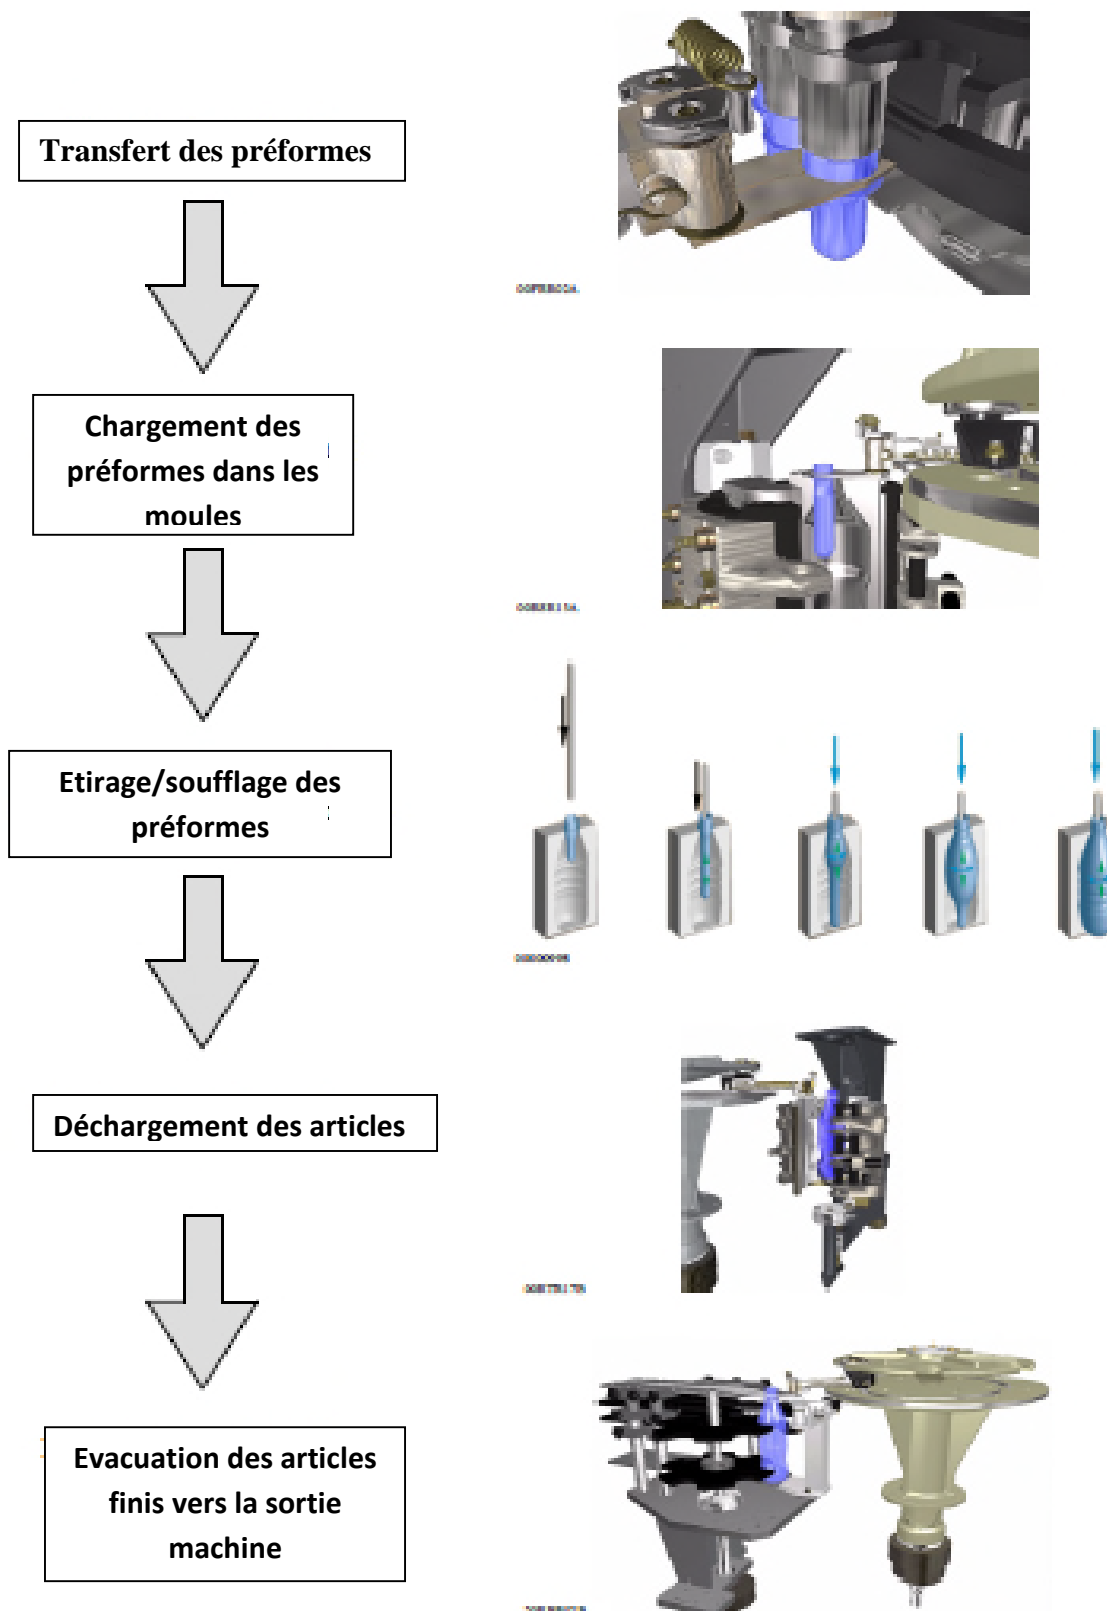 Transfert des préformes
Chargement des
préformes dans les
moules
Etirage/soufflage des
préformes
Déchargement des articles
Evacuation des articles
finis vers la sortie
machine